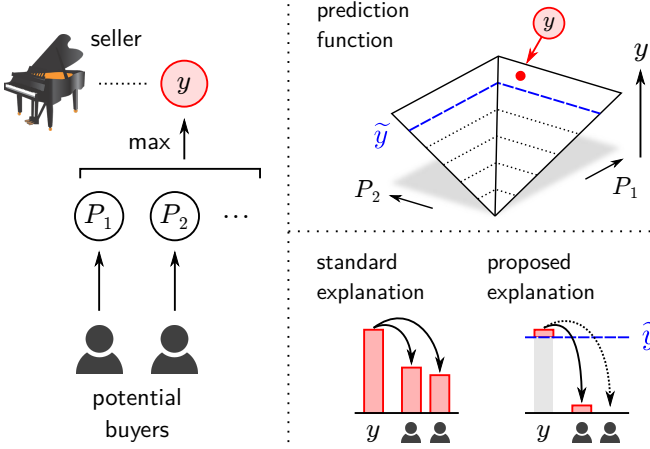 seller
y
max
P₁
P₂
...
potential
buyers
prediction
function
y
y
ỹ
P₂
P₁
standard
explanation
y
proposed
explanation
ỹ
y